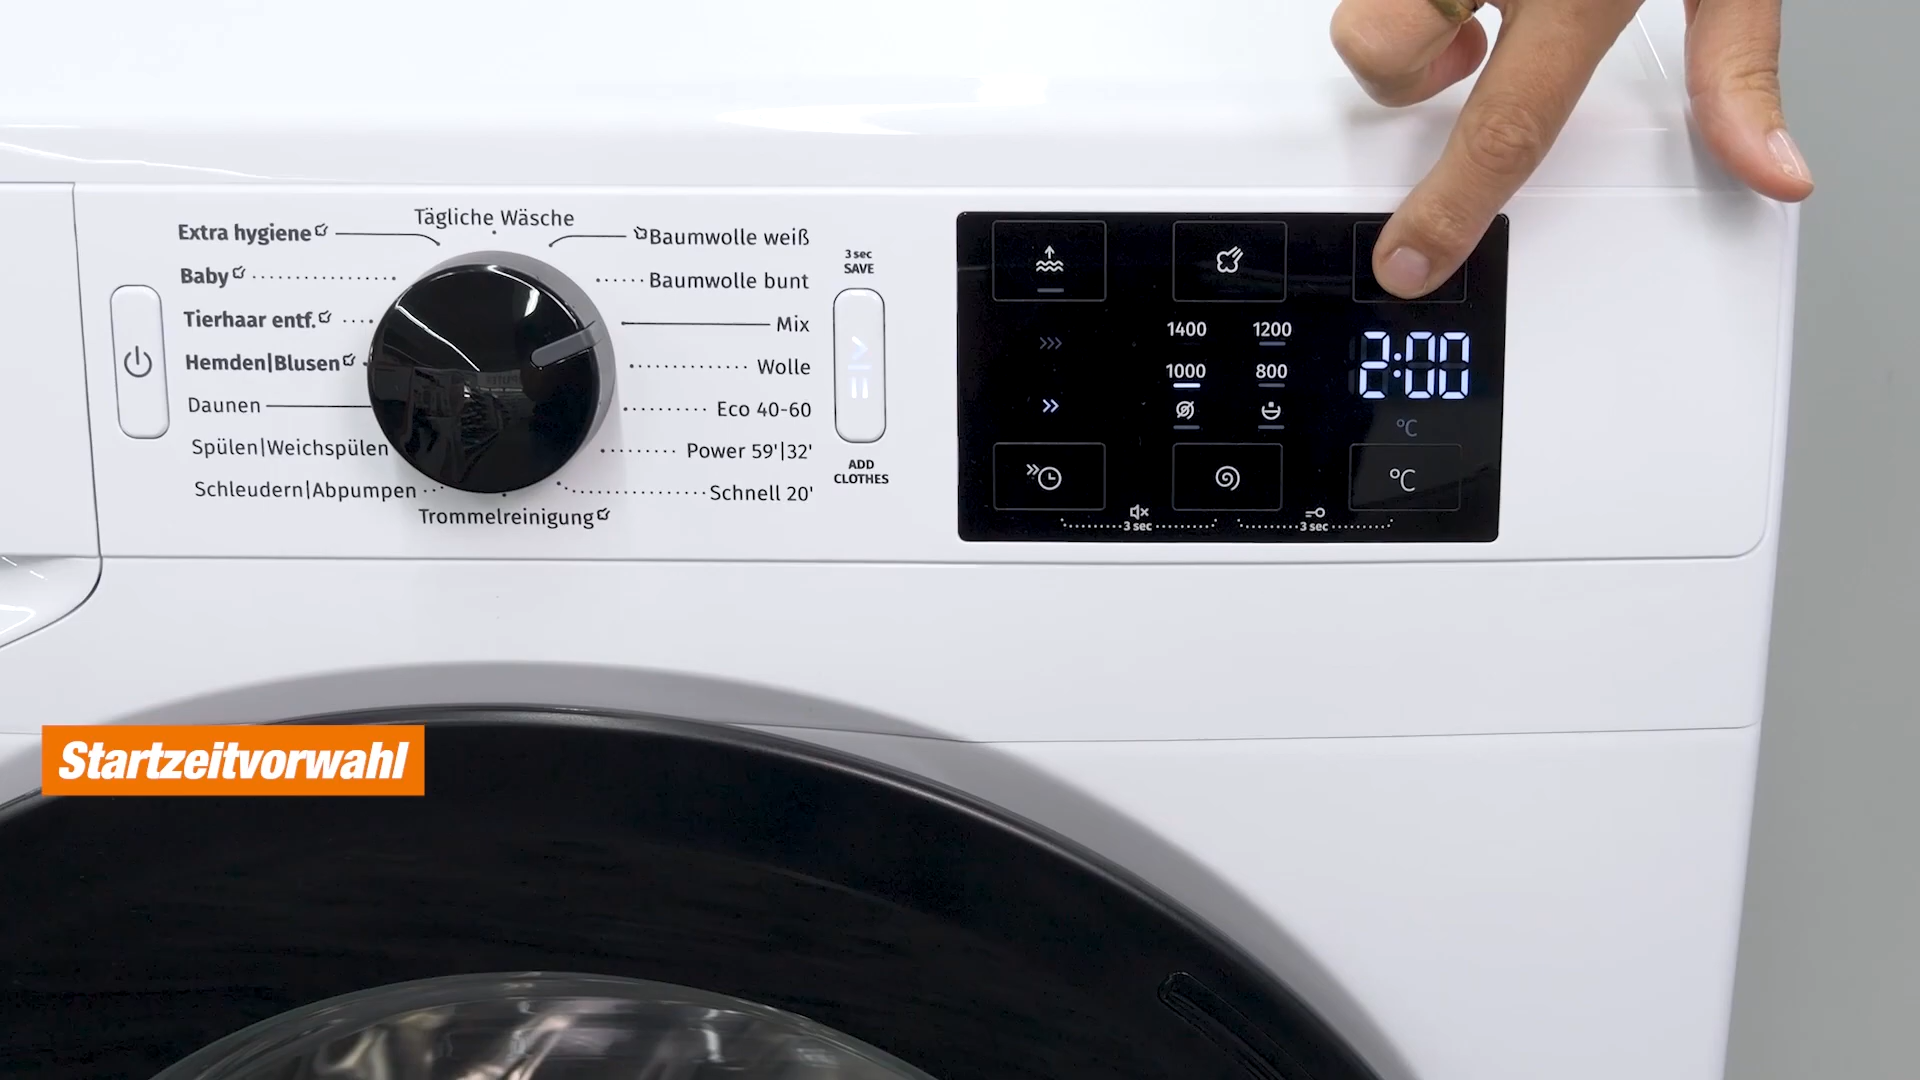 Tägliche Wäsche
Extra hygiene
Baby
Tierhaar entf.
Hemden|Blusen
Daunen
Spülen|Weichspülen
Schleudern|Abpumpen
Trommelreinigung
Baumwolle weiß
Baumwolle bunt
Mix
Wolle
Eco 40-60
Power 59'|32'
Schnell 20'
3 sec
SAVE
ADD
CLOTHES
1400 1200
1000 800
2:00
°C
°C
3 sec
3 sec
Startzeitvorwahl